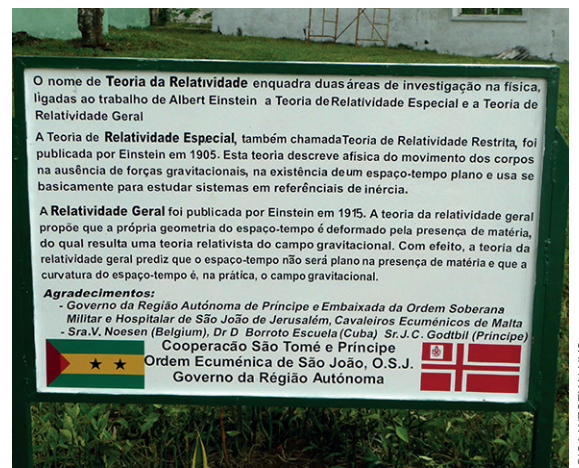 O nome de Teoria da Relatividade enquadra duas áreas de investigação na física,
ligadas ao trabalho de Albert Einstein a Teoria de Relatividade Especial e a Teoria de
Relatividade Geral
A Teoria de Relatividade Especial, também chamadaTeoria de Relatividade Restrita, foi
publicada por Einstein em 1905. Esta teoria descreve afísica do movimento dos corpos
na ausência de forças gravitacionais, na existência deum espaço-tempo plano e usa se
basicamente para estudar sistemas em referênciais de inércia.
A Relatividade Geral foi publicada por Einstein em 1915. A teoria da relatividade geral
propõe que a própria geometria do espaço-tempo é deformado pela presença de matéria,
do qual resulta uma teoria relativista do campo gravitacional. Com efeito, a teoria da
relatividade geral prediz que o espaço-tempo não será plano na presença de matéria e que a
curvatura do espaço-tempo é, na prática, o campo gravitacional.
Agradecimentos:
- Governo da Região Autónoma de Príncipe e Embaixada da Ordem Soberana
Militar e Hospitalar de São João de Jerusalém, Cavaleiros Ecuménicos de Malta
- Sra.V. Noesen (Belgium), Dr D Borroto Escuela (Cuba) Sr.J.C. Godtbil (Príncipe)
Cooperacão São Tomé e Príncipe
Ordem Ecuménica de São João, O.S.J.
Governo da Régião Autónoma